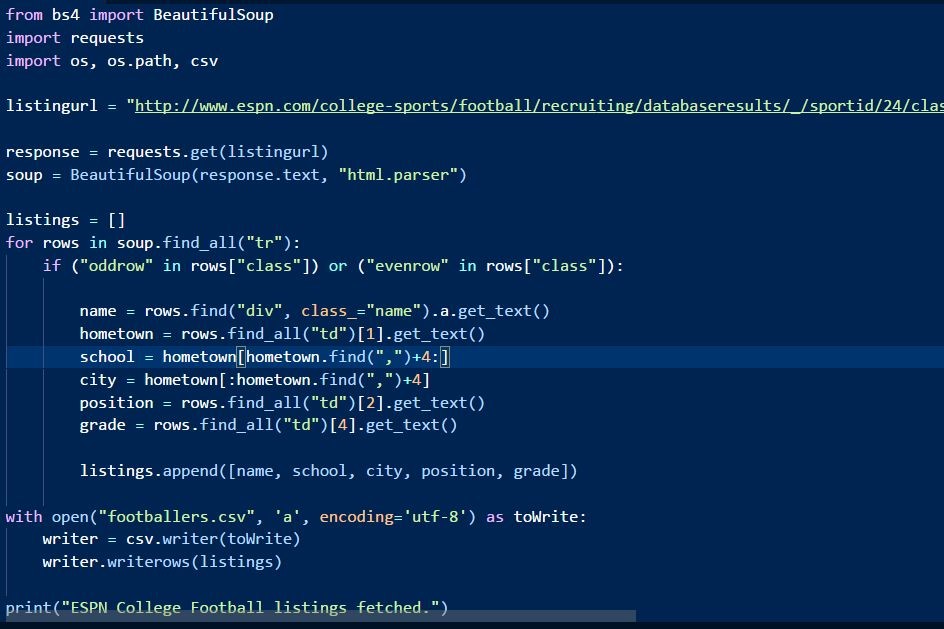 from bs4 import BeautifulSoup
import requests
import os, os.path, csv
listingurl = "http://www.espn.com/college-sports/football/recruiting/databaseresults/_/sportid/24/clas
response = requests.get(listingurl)
soup = BeautifulSoup(response.text, "html.parser")
listings = []
for rows in soup.find_all("tr"):
if ("oddrow" in rows["class"]) or ("evenrow" in rows["class"]):
name = rows.find("div", class_="name").a.get_text()
hometown = rows.find_all("td")[1].get_text()
school = hometown[hometown.find(",")+4:]
city = hometown[:hometown.find(",")+4]
position = rows.find_all("td")[2].get_text()
grade = rows.find_all("td")[4].get_text()
listings.append([name, school, city, position, grade])
with open("footballers.csv", 'a', encoding='utf-8') as toWrite:
writer = csv.writer(toWrite)
writer.writerows(listings)
print("ESPN College Football listings fetched.")